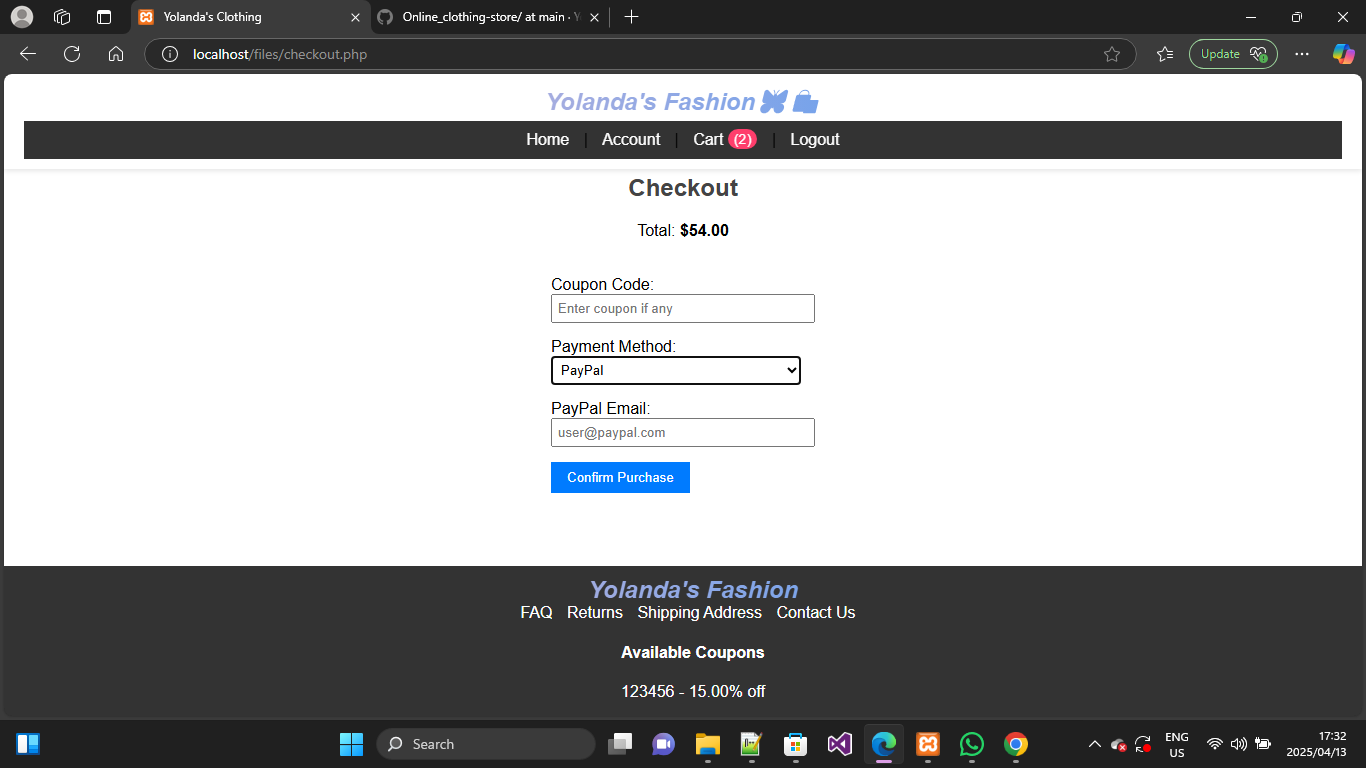 Yolanda's Clothing
Online_clothing-store/ at main · Y
localhost/files/checkout.php
Update
Yolanda's Fashion
Home | Account | Cart (2) | Logout
Checkout
Total: $54.00
Coupon Code:
Enter coupon if any
Payment Method:
PayPal
PayPal Email:
user@paypal.com
Confirm Purchase
Yolanda's Fashion
FAQ Returns Shipping Address Contact Us
Available Coupons
123456 - 15.00% off
Search
ENG
US
17:32
2025/04/13